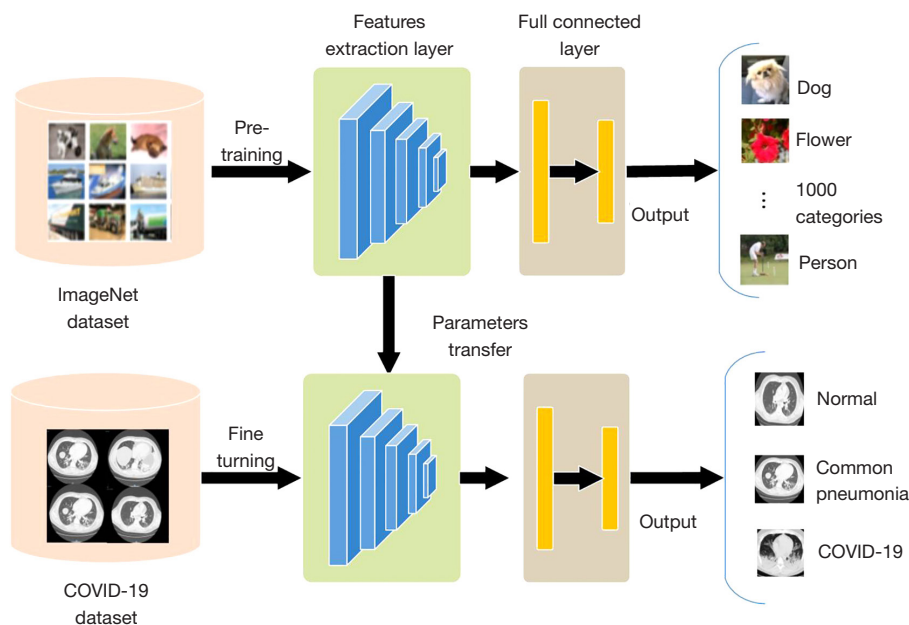 Features
extraction layer
Full connected
layer
Pre-
training
Output
Dog
Flower
⋮
1000
categories
Person
ImageNet
dataset
Parameters
transfer
Fine
turning
Output
Normal
Common
pneumonia
COVID-19
COVID-19
dataset